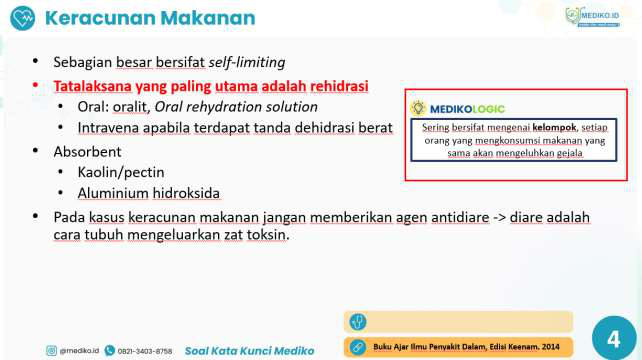 Keracunan Makanan
MEDIKO.ID
Sebagian besar bersifat self-limiting
Tatalaksana yang paling utama adalah rehidrasi
Oral: oralit, Oral rehydration solution
Intravena apabila terdapat tanda dehidrasi berat
Absorbent
Kaolin/pectin
Aluminium hidroksida
Pada kasus keracunan makanan jangan memberikan agen antidiare -> diare adalah
cara tubuh mengeluarkan zat toksin.
MEDIKOLOGIC
Sering bersifat mengenai kelompok, setiap
orang yang mengkonsumsi makanan yang
sama akan mengeluhkan gejala
@mediko.id 0821-3403-8758 Soal Kata Kunci Mediko
Buku Ajar Ilmu Penyakit Dalam, Edisi Keenam. 2014
4